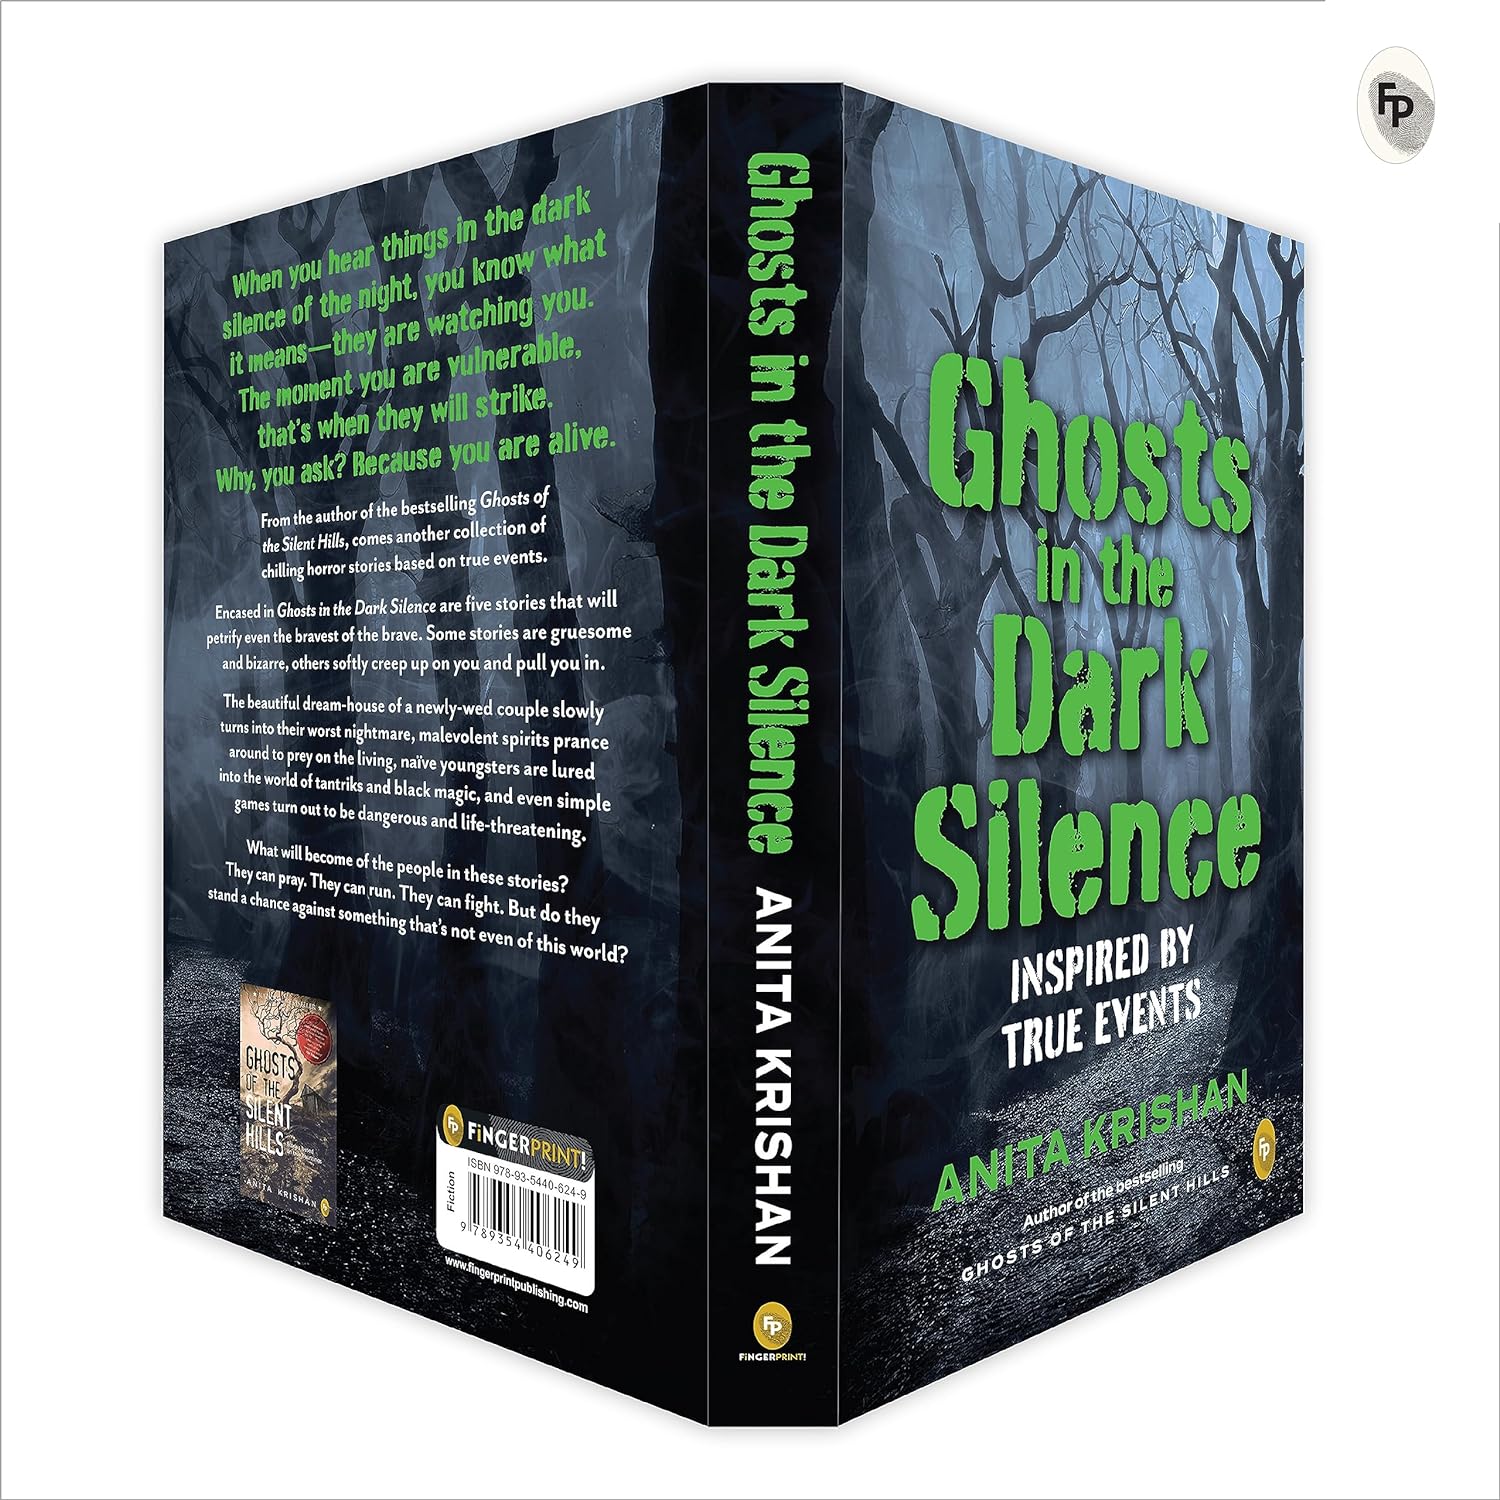 When you hear things in the dark
silence of the night, you know what
it means—they are watching you.
The moment you are vulnerable,
that's when they will strike.
Why, you ask? Because you are alive.
From the author of the bestselling Ghosts of
the Silent Hills, comes another collection of
chilling horror stories based on true events.
Encased in Ghosts in the Dark Silence are five stories that will
petrify even the bravest of the brave. Some stories are gruesome
and bizarre, others softly creep up on you and pull you in.
The beautiful dream-house of a newly-wed couple slowly
turns into their worst nightmare, malevolent spirits prance
around to prey on the living, naïve youngsters are lured
into the world of tantriks and black magic, and even simple
games turn out to be dangerous and life-threatening.
What will become of the people in these stories?
They can pray. They can run. They can fight. But do they
stand a chance against something that's not even of this world?
GHOSTS
OF THE
SILENT
HILLS
ANITA KRISHAN
FP
FiNGERPRINT!
ISBN 978-93-5440-624-9
Fiction
9 789354 406249
www.fingerprintpublishing.com
Ghosts in the Dark Silence ANITA KRISHAN
FP
FiNGERPRINT!
Ghosts
in the
Dark
Silence
INSPIRED BY
TRUE EVENTS
ANITA KRISHAN
Author of the bestselling
GHOSTS OF THE SILENT HILLS
FP
FP